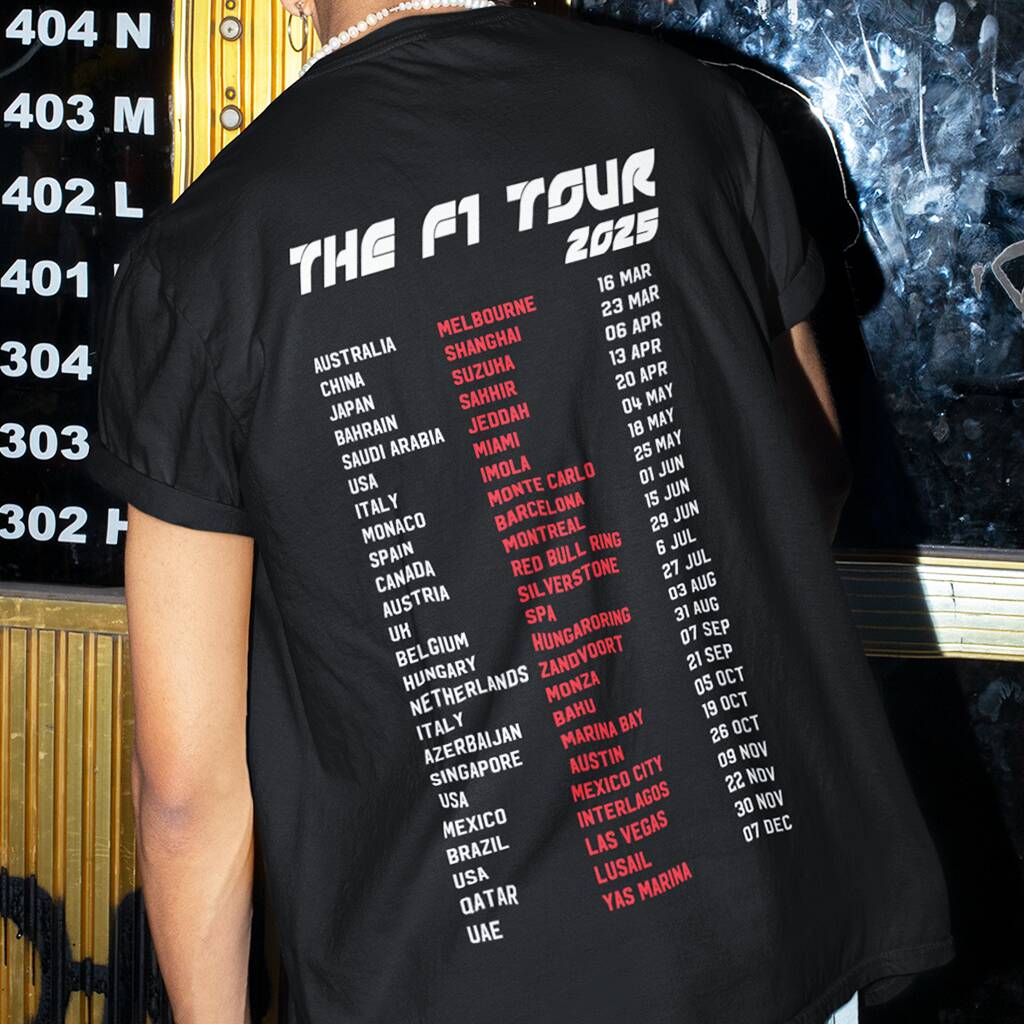 404 N
403 M
402 L
401
304
303
302
THE F1 TOUR
2025
AUSTRALIA MELBOURNE 16 MAR
CHINA SHANGHAI 23 MAR
JAPAN SUZUKA 06 APR
BAHRAIN SAKHIR 13 APR
SAUDI ARABIA JEDDAH 20 APR
USA MIAMI 04 MAY
ITALY IMOLA 18 MAY
MONACO MONTE CARLO 25 MAY
SPAIN BARCELONA 01 JUN
CANADA MONTREAL 15 JUN
AUSTRIA RED BULL RING 29 JUN
UK SILVERSTONE 6 JUL
BELGIUM SPA 27 JUL
HUNGARY HUNGARORING 03 AUG
NETHERLANDS ZANDVOORT 31 AUG
ITALY MONZA 07 SEP
AZERBAIJAN BAKU 21 SEP
SINGAPORE MARINA BAY 05 OCT
USA AUSTIN 19 OCT
MEXICO MEXICO CITY 26 OCT
BRAZIL INTERLAGOS 09 NOV
USA LAS VEGAS 22 NOV
QATAR LUSAIL 30 NOV
UAE YAS MARINA 07 DEC